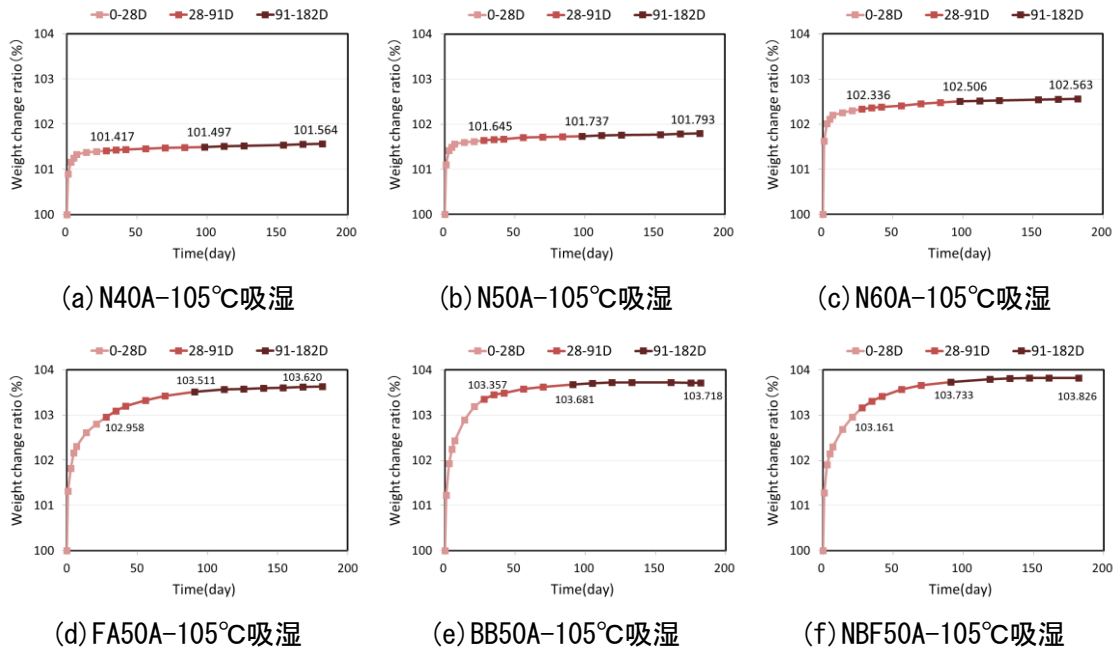 0-28D 28-91D 91-182D
Weight change ratio (%)
104
103
102
101
100
101.417
101.497
101.564
0 50 100 150 200
Time(day)
(a) N40A-105℃吸湿
0-28D 28-91D 91-182D
Weight change ratio (%)
104
103
102
101
100
101.645
101.737
101.793
0 50 100 150 200
Time(day)
(b) N50A-105℃吸湿
0-28D 28-91D 91-182D
Weight change ratio (%)
104
103
102
101
100
102.336
102.506
102.563
0 50 100 150 200
Time(day)
(c) N60A-105℃吸湿
0-28D 28-91D 91-182D
Weight change ratio (%)
104
103
102
101
100
102.958
103.511
103.620
0 50 100 150 200
Time(day)
(d) FA50A-105℃吸湿
0-28D 28-91D 91-182D
Weight change ratio (%)
104
103
102
101
100
103.357
103.681
103.718
0 50 100 150 200
Time(day)
(e) BB50A-105℃吸湿
0-28D 28-91D 91-182D
Weight change ratio (%)
104
103
102
101
100
103.161
103.733
103.826
0 50 100 150 200
Time(day)
(f) NBF50A-105℃吸湿